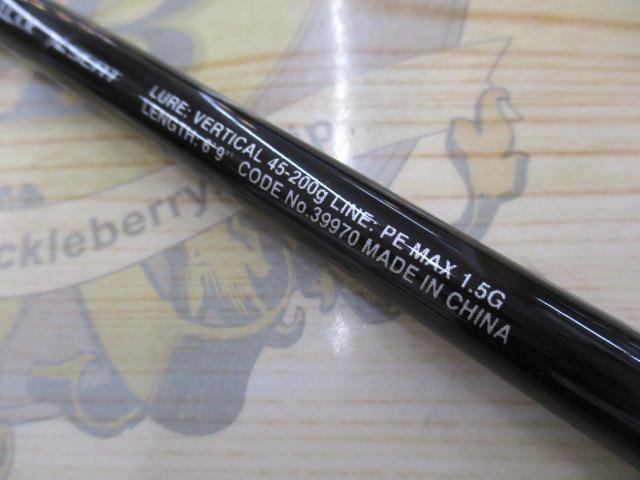 LURE: VERTICAL 45-200g LINE: PE MAX 1.5G
LENGTH: 6'9" CODE No.39970 MADE IN CHINA
ckleberry. jp